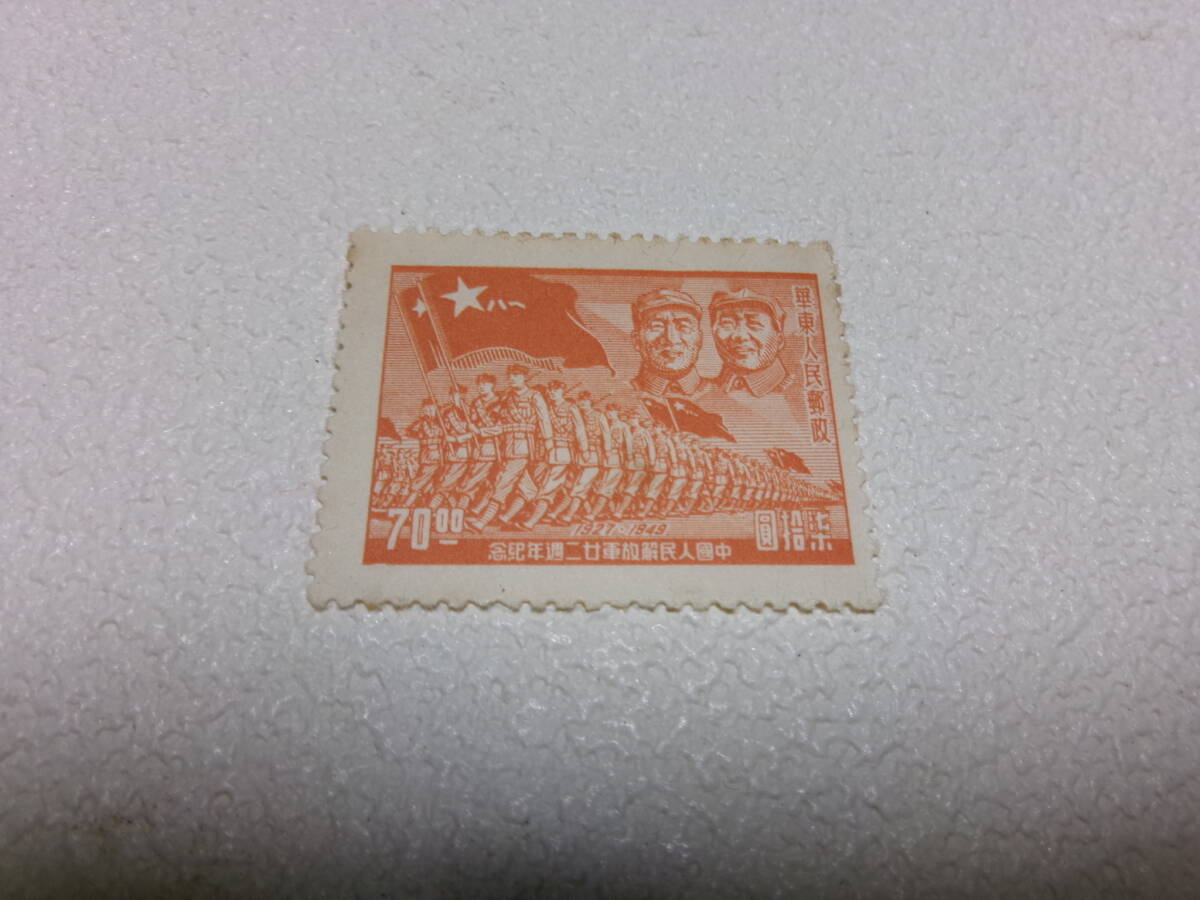 八一
華東人民郵政
70.00
1927-1949
圓拾柒
念紀年週二廿軍放解民人國中